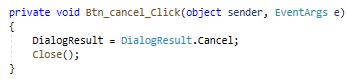 private void Btn_cancel_Click(object sender, EventArgs e)
{
    DialogResult = DialogResult.Cancel;
    Close();
}